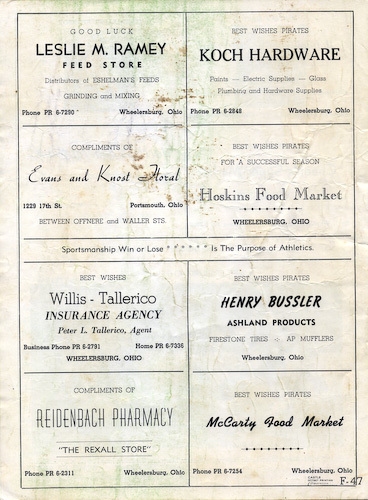 GOOD LUCK
LESLIE M. RAMEY
FEED STORE
Distributors of ESHELMAN'S FEEDS
GRINDING and MIXING
Phone PR 6-7290 Wheelersburg, Ohio
BEST WISHES PIRATES
KOCH HARDWARE
Paints — Electric Supplies — Glass
Plumbing and Hardware Supplies
Phone PR 6-2848 Wheelersburg, Ohio
COMPLIMENTS OF
Evans and Knost Floral
1229 17th St. Portsmouth, Ohio
BETWEEN OFFNERE and WALLER STS.
BEST WISHES PIRATES
FOR A SUCCESSFUL SEASON
Hoskins Food Market
WHEELERSBURG, OHIO
Sportsmanship Win or Lose * * * * * * Is The Purpose of Athletics.
BEST WISHES
Willis - Tallerico
INSURANCE AGENCY
Peter L. Tallerico, Agent
Business Phone PR 6-2791 Home PR 6-7336
WHEELERSBURG, OHIO
BEST WISHES PIRATES
HENRY BUSSLER
ASHLAND PRODUCTS
FIRESTONE TIRES -:- AP MUFFLERS
Wheelersburg, Ohio
COMPLIMENTS OF
REIDENBACH PHARMACY
"THE REXALL STORE"
Phone PR 6-2311 Wheelersburg, Ohio
BEST WISHES PIRATES
McCarty Food Market
Phone PR 6-7254 Wheelersburg, Ohio
F-47